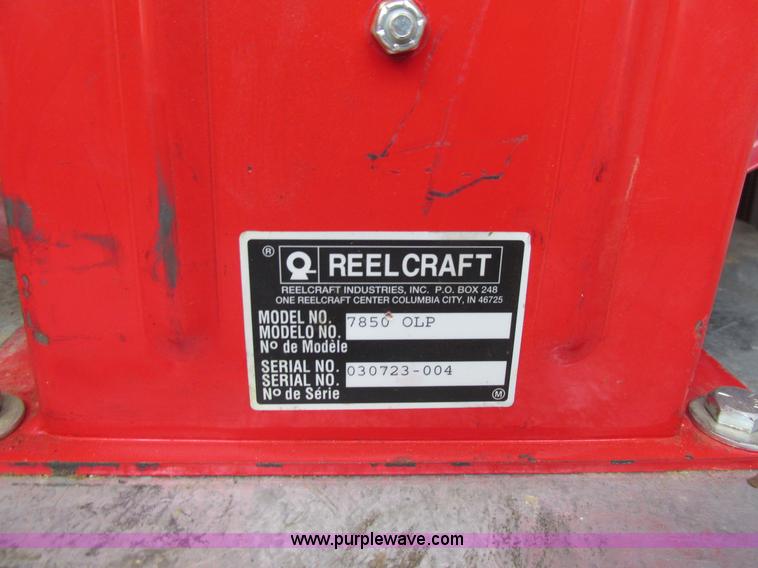 ® REELCRAFT
REELCRAFT INDUSTRIES, INC. P.O. BOX 248
ONE REELCRAFT CENTER COLUMBIA CITY, IN 46725
MODEL NO. 7850 OLP
MODELO NO.
Nº de Modèle
SERIAL NO. 030723-004
SERIAL NO.
Nº de Série
M
www.purplewave.com